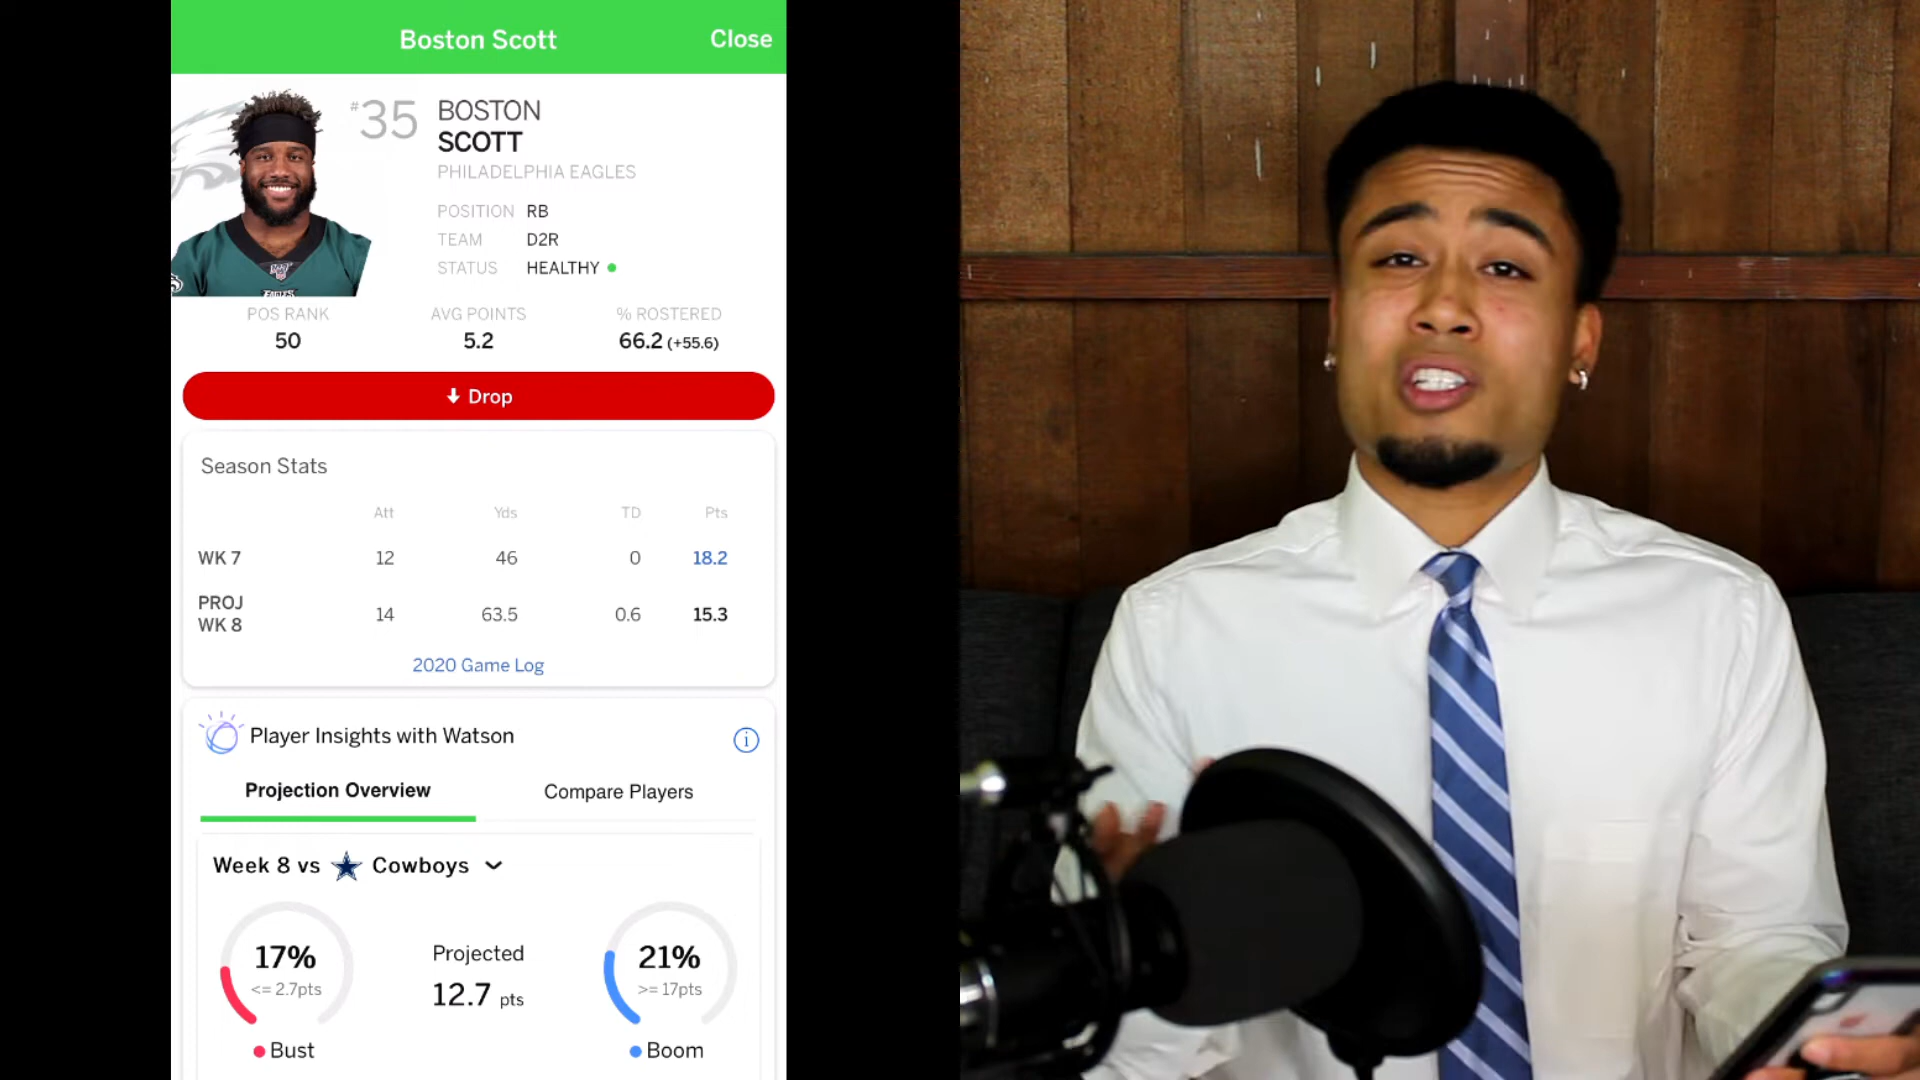 Boston Scott Close
#35 BOSTON
SCOTT
PHILADELPHIA EAGLES
POSITION RB
TEAM D2R
STATUS HEALTHY
POS RANK AVG POINTS % ROSTERED
50 5.2 66.2 (+55.6)
Drop
Season Stats
Att Yds TD Pts
WK 7 12 46 0 18.2
PROJ
WK 8 14 63.5 0.6 15.3
2020 Game Log
Player Insights with Watson
Projection Overview Compare Players
Week 8 vs Cowboys
17% Projected 21%
<= 2.7pts 12.7 pts >= 17pts
Bust Boom